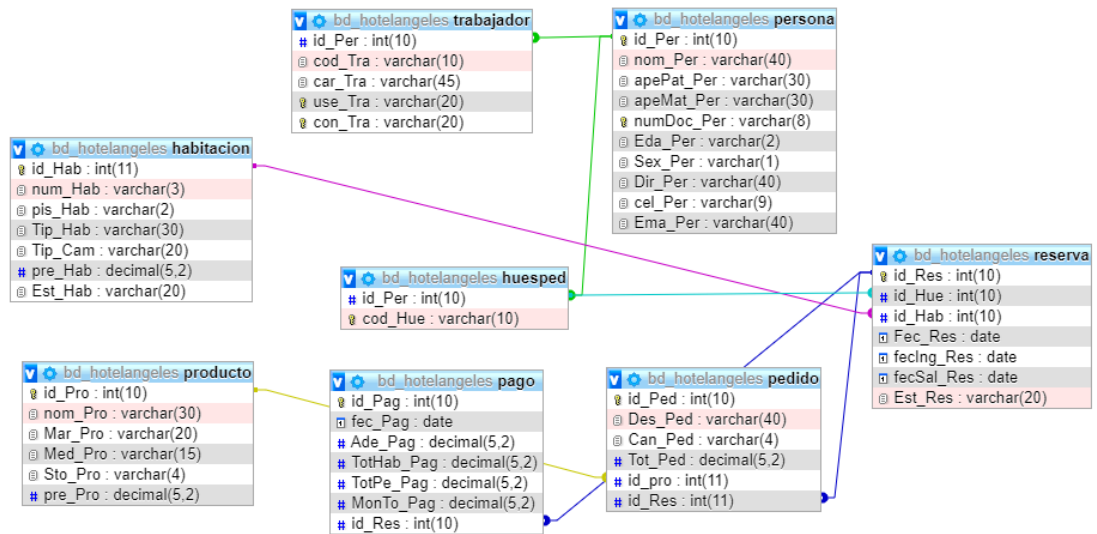 bd_hotelangeles trabajador
id_Per : int(10)
cod_Tra : varchar(10)
car_Tra : varchar(45)
use_Tra : varchar(20)
con_Tra : varchar(20)
bd_hotelangeles persona
id_Per : int(10)
nom_Per : varchar(40)
apePat_Per : varchar(30)
apeMat_Per : varchar(30)
numDoc_Per : varchar(8)
Eda_Per : varchar(2)
Sex_Per : varchar(1)
Dir_Per : varchar(40)
cel_Per : varchar(9)
Ema_Per : varchar(40)
bd_hotelangeles habitacion
id_Hab : int(11)
num_Hab : varchar(3)
pis_Hab : varchar(2)
Tip_Hab : varchar(30)
Tip_Cam : varchar(20)
pre_Hab : decimal(5,2)
Est_Hab : varchar(20)
bd_hotelangeles huesped
id_Per : int(10)
cod_Hue : varchar(10)
bd_hotelangeles reserva
id_Res : int(10)
id_Hue : int(10)
id_Hab : int(10)
Fec_Res : date
fecIng_Res : date
fecSal_Res : date
Est_Res : varchar(20)
bd_hotelangeles producto
id_Pro : int(10)
nom_Pro : varchar(30)
Mar_Pro : varchar(20)
Med_Pro : varchar(15)
Sto_Pro : varchar(4)
pre_Pro : decimal(5,2)
bd_hotelangeles pago
id_Pag : int(10)
fec_Pag : date
Ade_Pag : decimal(5,2)
TotHab_Pag : decimal(5,2)
TotPe_Pag : decimal(5,2)
MonTo_Pag : decimal(5,2)
id_Res : int(10)
bd_hotelangeles pedido
id_Ped : int(10)
Des_Ped : varchar(40)
Can_Ped : varchar(4)
Tot_Ped : decimal(5,2)
id_pro : int(11)
id_Res : int(11)